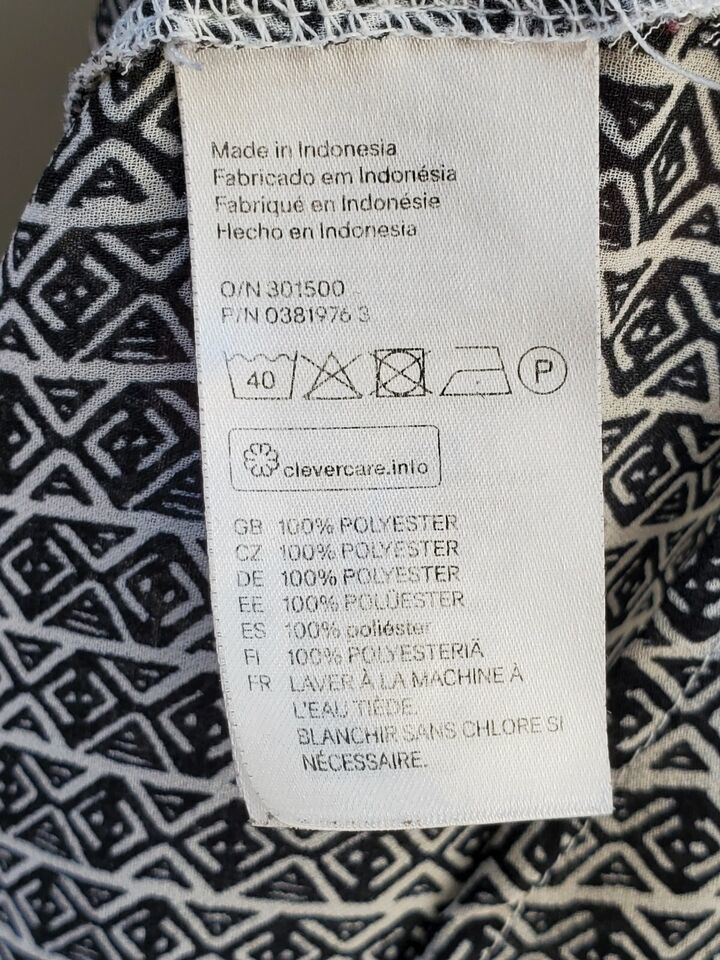 Made in Indonesia
Fabricado em Indonésia
Fabriqué en Indonésie
Hecho en Indonesia
O/N 301500
P/N 0381976 3
40 P
clevercare.info
GB 100% POLYESTER
CZ 100% POLYESTER
DE 100% POLYESTER
EE 100% POLÜESTER
ES 100% poliéster
FI 100% POLYESTERIÄ
FR LAVER À LA MACHINE À
L'EAU TIÈDE.
BLANCHIR SANS CHLORE SI
NÉCESSAIRE.